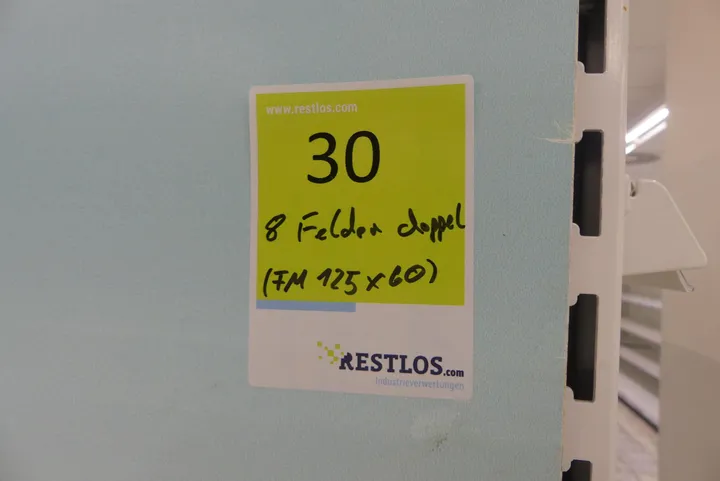 www.restlos.com
30
8 Felder doppel
(FM 125 x 60)
RESTLOS.com
Industrieverwertungen